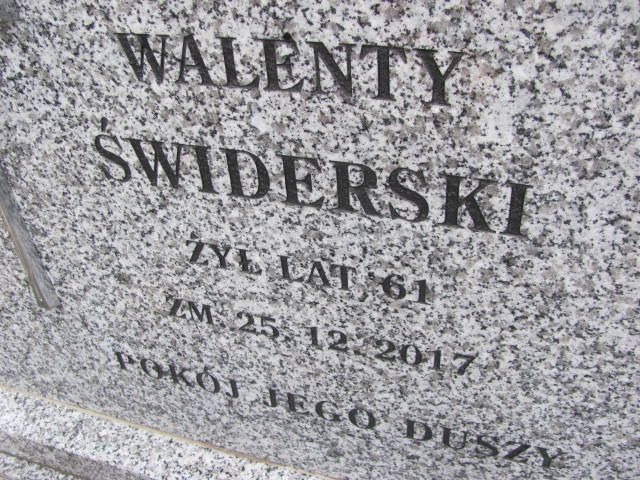 WALENTY
ŚWIDERSKI
ŻYŁ LAT 61
ZM. 25. 12. 2017
POKÓJ JEGO DUSZY